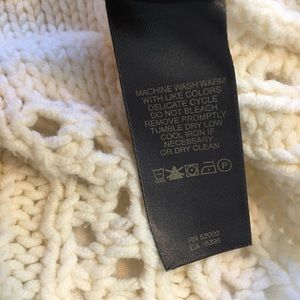 MACHINE WASH WARM
WITH LIKE COLORS
DELICATE CYCLE
DO NOT BLEACH
REMOVE PROMPTLY
TUMBLE DRY LOW
COOL IRON IF
NECESSARY
OR DRY CLEAN
P
RN 52002
CA 16396